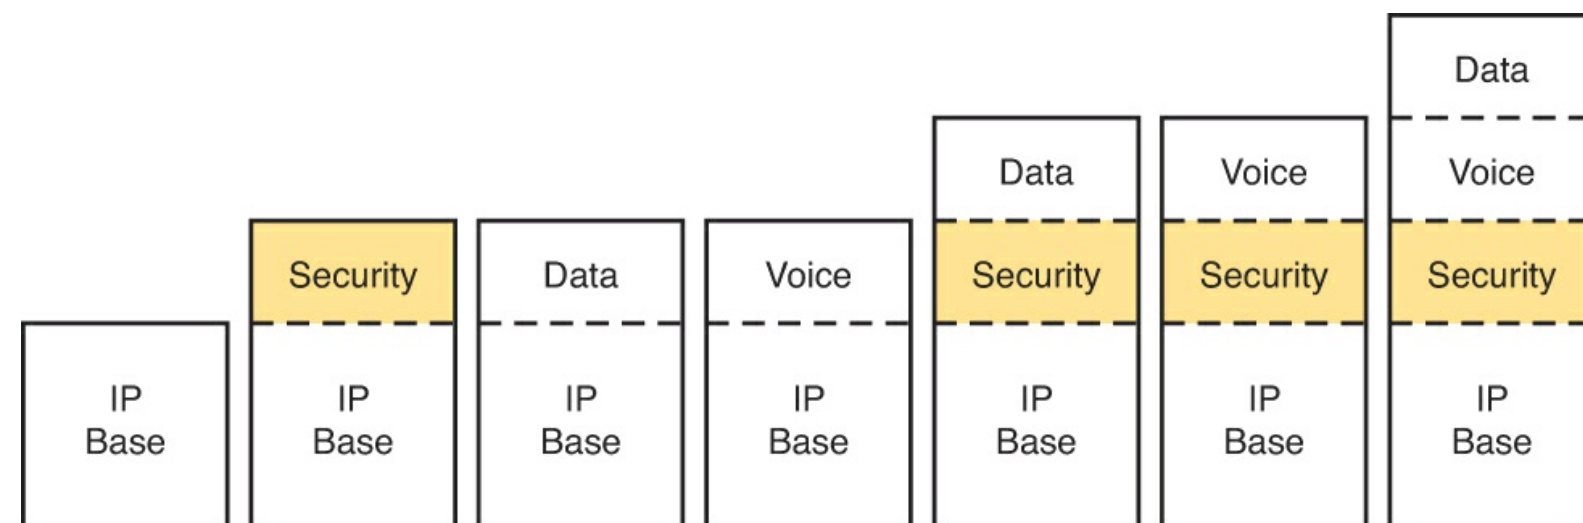 Data
Data
Voice
Voice
Security
Data
Voice
Security
Security
Security
IP
Base
IP
Base
IP
Base
IP
Base
IP
Base
IP
Base
IP
Base